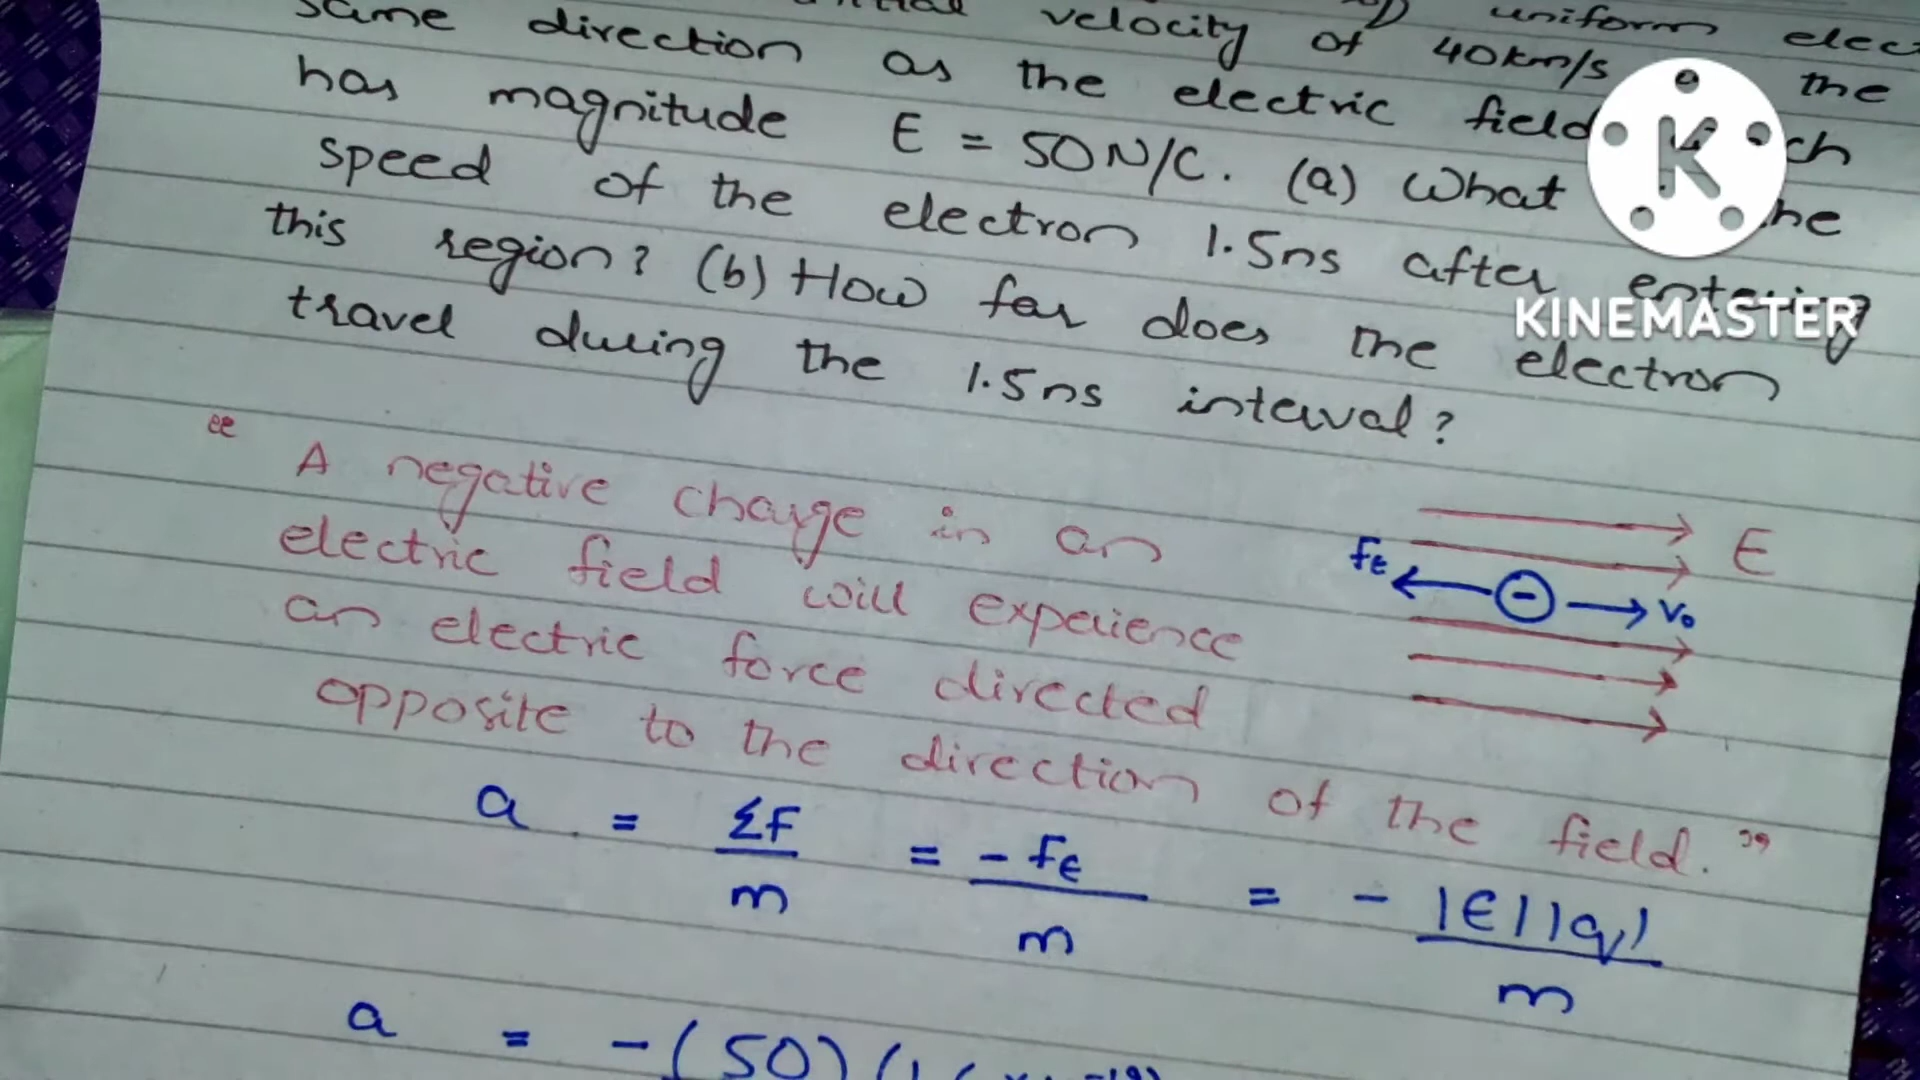 same direction velocity of 40km/s the
has magnitude as the electric field
speed E = 50N/C. (a) What
this of the electron 1.5ns after entering
region? (b) How far does the electron
travel during the 1.5ns interval?
K
KINEMASTER
“ A negative charge in an
electric field will experience
an electric force directed
opposite to the direction of the field.”
E
fE - v₀
a = ΣF/m = -fE/m = - |E||q|/m
a = -(50)